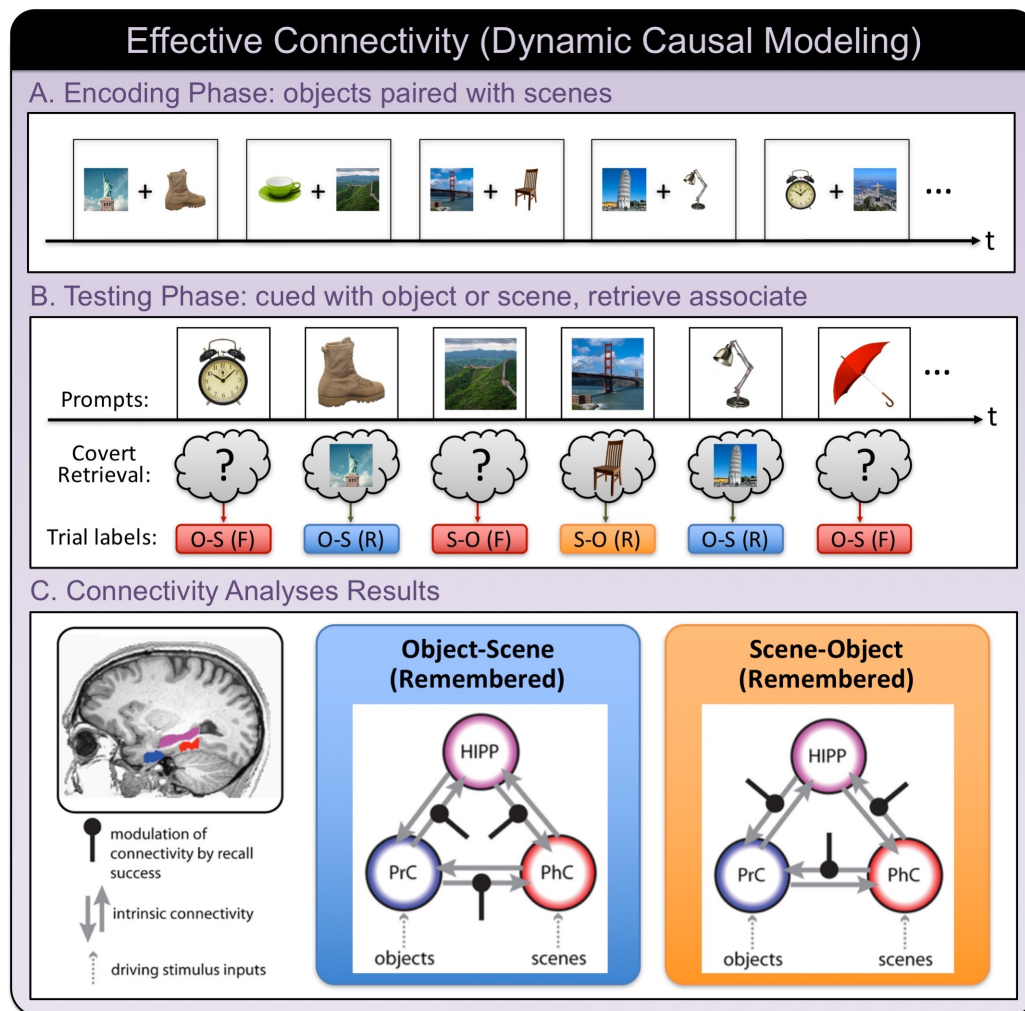 Effective Connectivity (Dynamic Causal Modeling)
A. Encoding Phase: objects paired with scenes
+ + + + + ...
t
B. Testing Phase: cued with object or scene, retrieve associate
Prompts:
...
t
Covert
Retrieval:
? ? ?
Trial labels: O-S (F) O-S (R) S-O (F) S-O (R) O-S (R) O-S (F)
C. Connectivity Analyses Results
modulation of
connectivity by recall
success
intrinsic connectivity
driving stimulus inputs
Object-Scene
(Remembered)
HIPP
PrC PhC
objects scenes
Scene-Object
(Remembered)
HIPP
PrC PhC
objects scenes